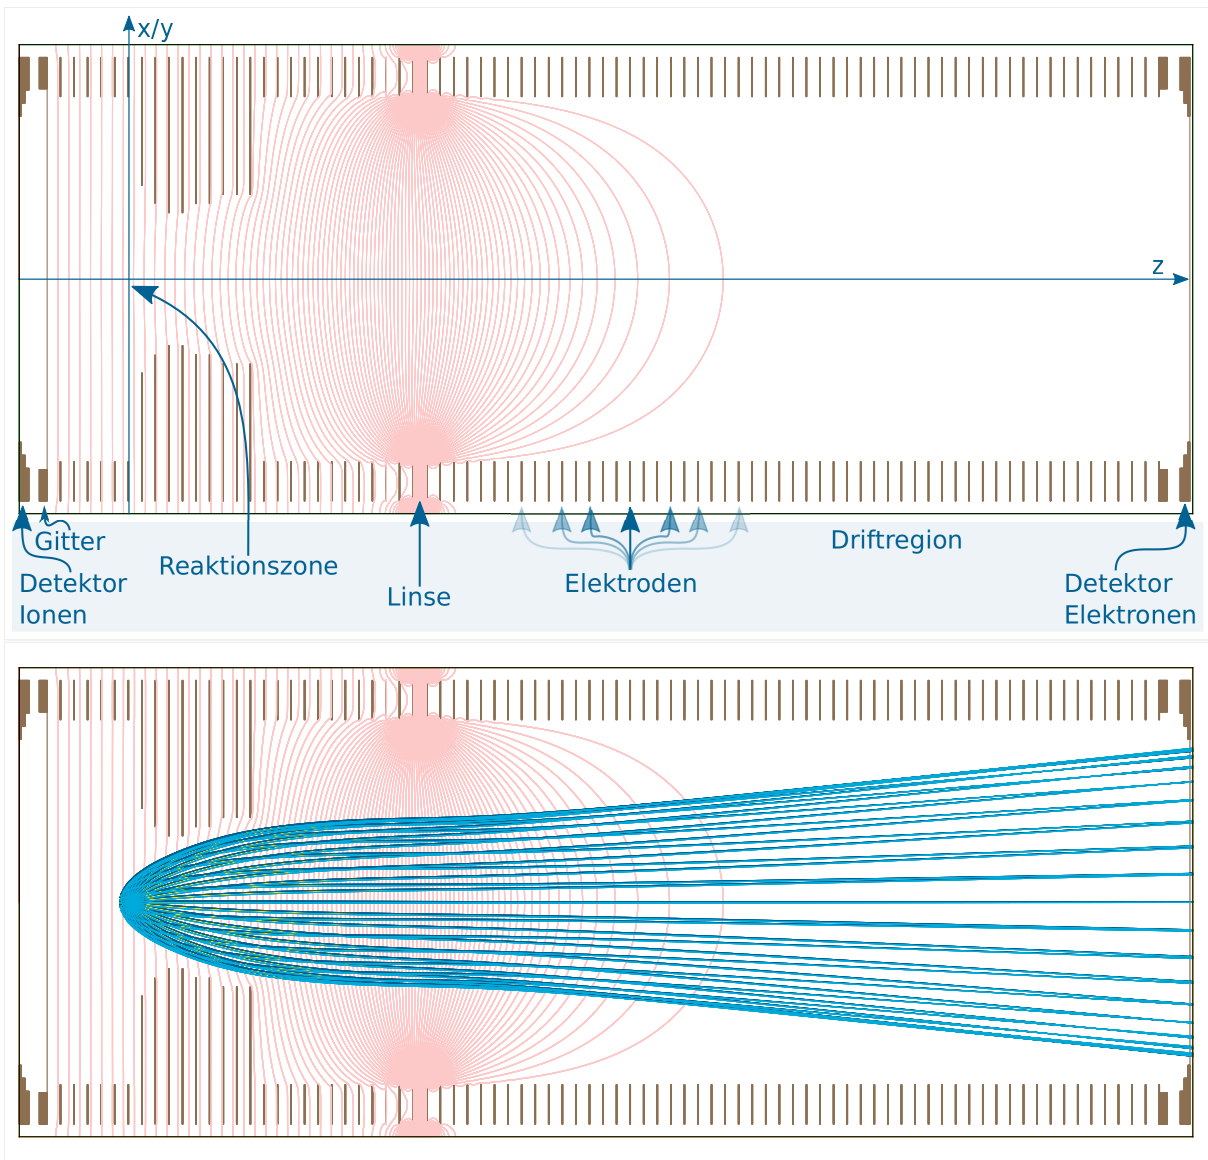 x/y
z
Gitter
Detektor
Ionen
Reaktionszone
Linse
Elektroden
Driftregion
Detektor
Elektronen